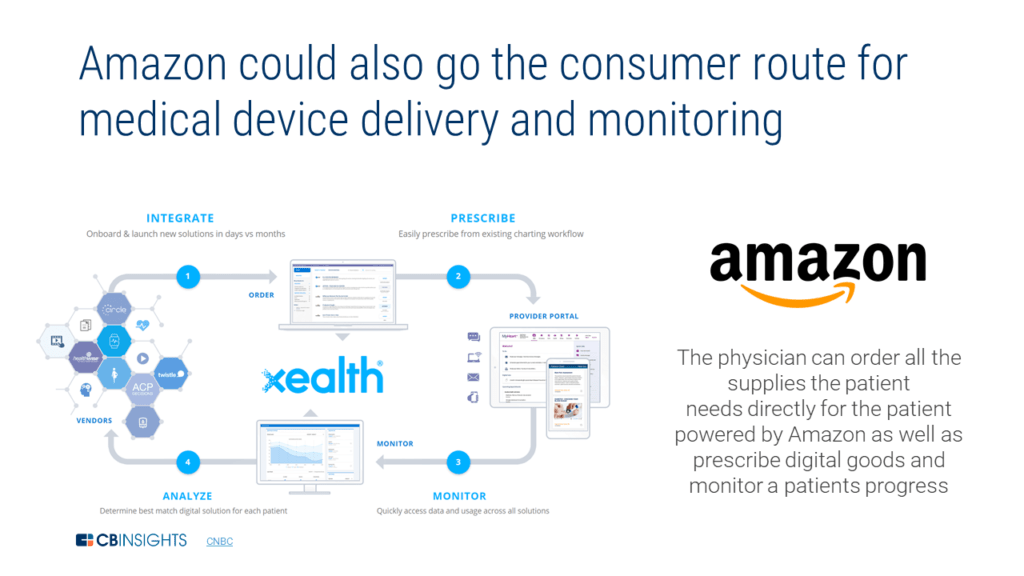 Amazon could also go the consumer route for
medical device delivery and monitoring
INTEGRATE
Onboard & launch new solutions in days vs months
PRESCRIBE
Easily prescribe from existing charting workflow
1
2
ORDER
PROVIDER PORTAL
circle
twistle
ACP
VENDORS
xealth®
MONITOR
4
3
ANALYZE
Determine best match digital solution for each patient
MONITOR
Quickly access data and usage across all solutions
amazon
The physician can order all the
supplies the patient
needs directly for the patient
powered by Amazon as well as
prescribe digital goods and
monitor a patients progress
CBINSIGHTS
CNBC